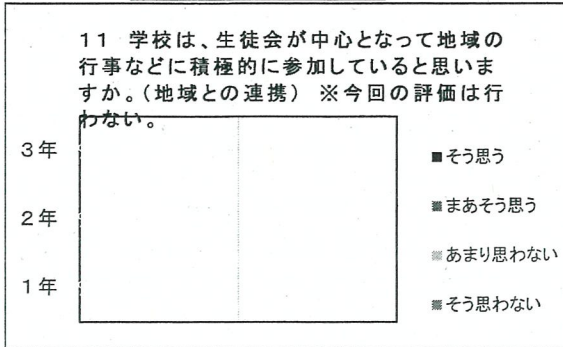 11 学校は、生徒会が中心となって地域の
行事などに積極的に参加していると思いま
すか。(地域との連携) ※今回の評価は行
わない。
3年
2年
1年
■そう思う
■まあそう思う
■あまり思わない
■そう思わない